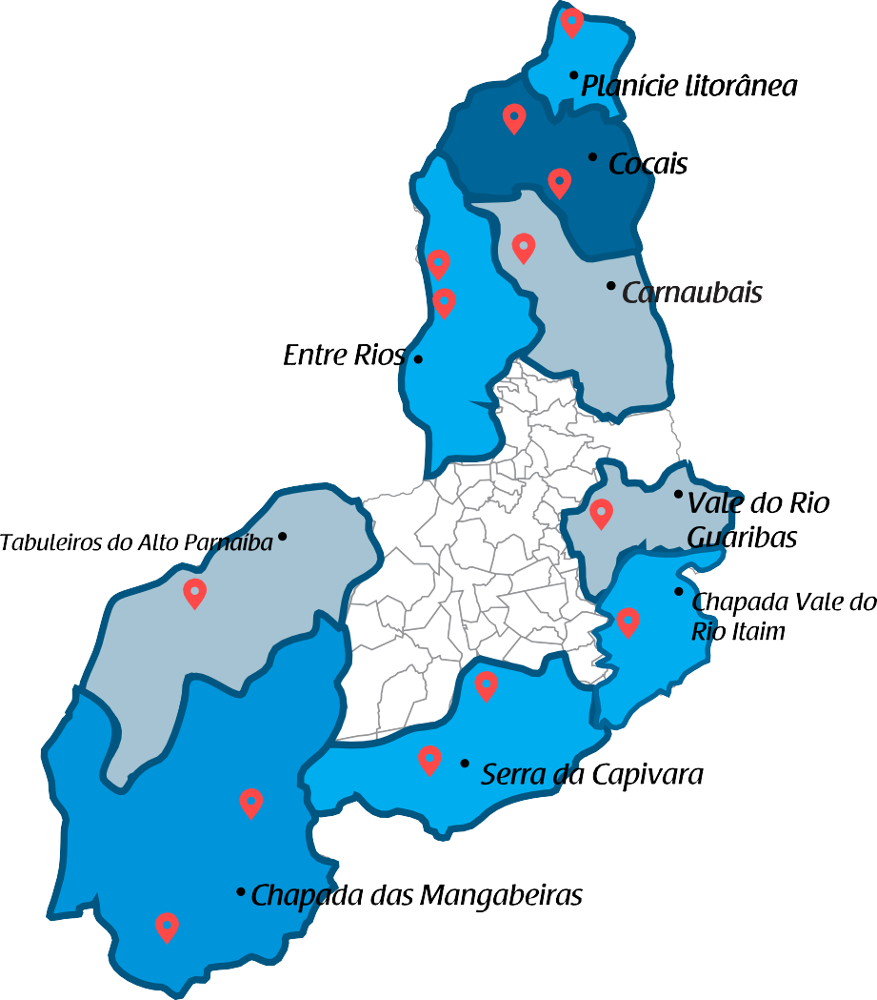 Planície litorânea
Cocais
Carnaubais
Entre Rios
Vale do Rio
Guaribas
Tabuleiros do Alto Parnaíba
Chapada Vale do
Rio Itaim
Serra da Capivara
Chapada das Mangabeiras